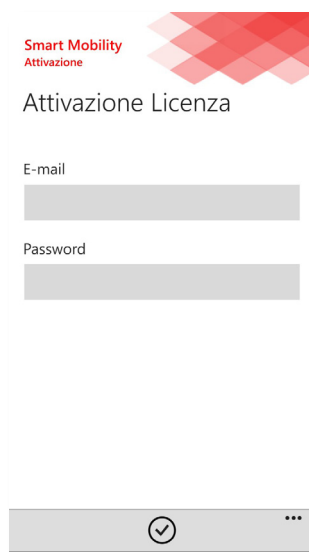 Smart Mobility
Attivazione
Attivazione Licenza
E-mail
Password